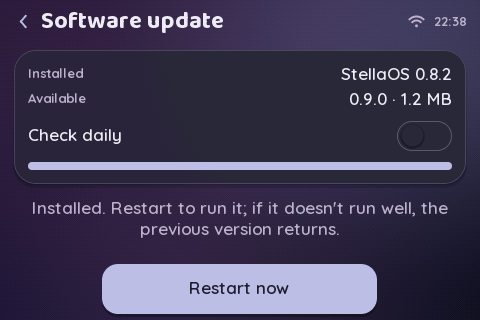 Software update
22:38
Installed
StellaOS 0.8.2
Available
0.9.0 · 1.2 MB
Check daily
Installed. Restart to run it; if it doesn't run well, the
previous version returns.
Restart now